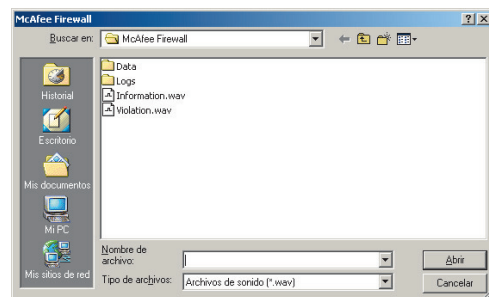 McAfee Firewall
Buscar en: McAfee Firewall
Historial
Escritorio
Mis documentos
Mi PC
Mis sitios de red
Data
Logs
Information.wav
Violation.wav
Nombre de
archivo:
Abrir
Tipo de archivos: Archivos de sonido (*.wav)
Cancelar